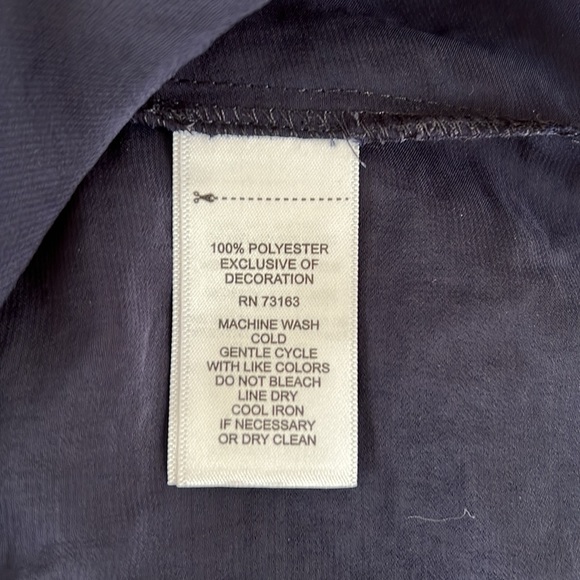 100% POLYESTER
EXCLUSIVE OF
DECORATION
RN 73163
MACHINE WASH
COLD
GENTLE CYCLE
WITH LIKE COLORS
DO NOT BLEACH
LINE DRY
COOL IRON
IF NECESSARY
OR DRY CLEAN